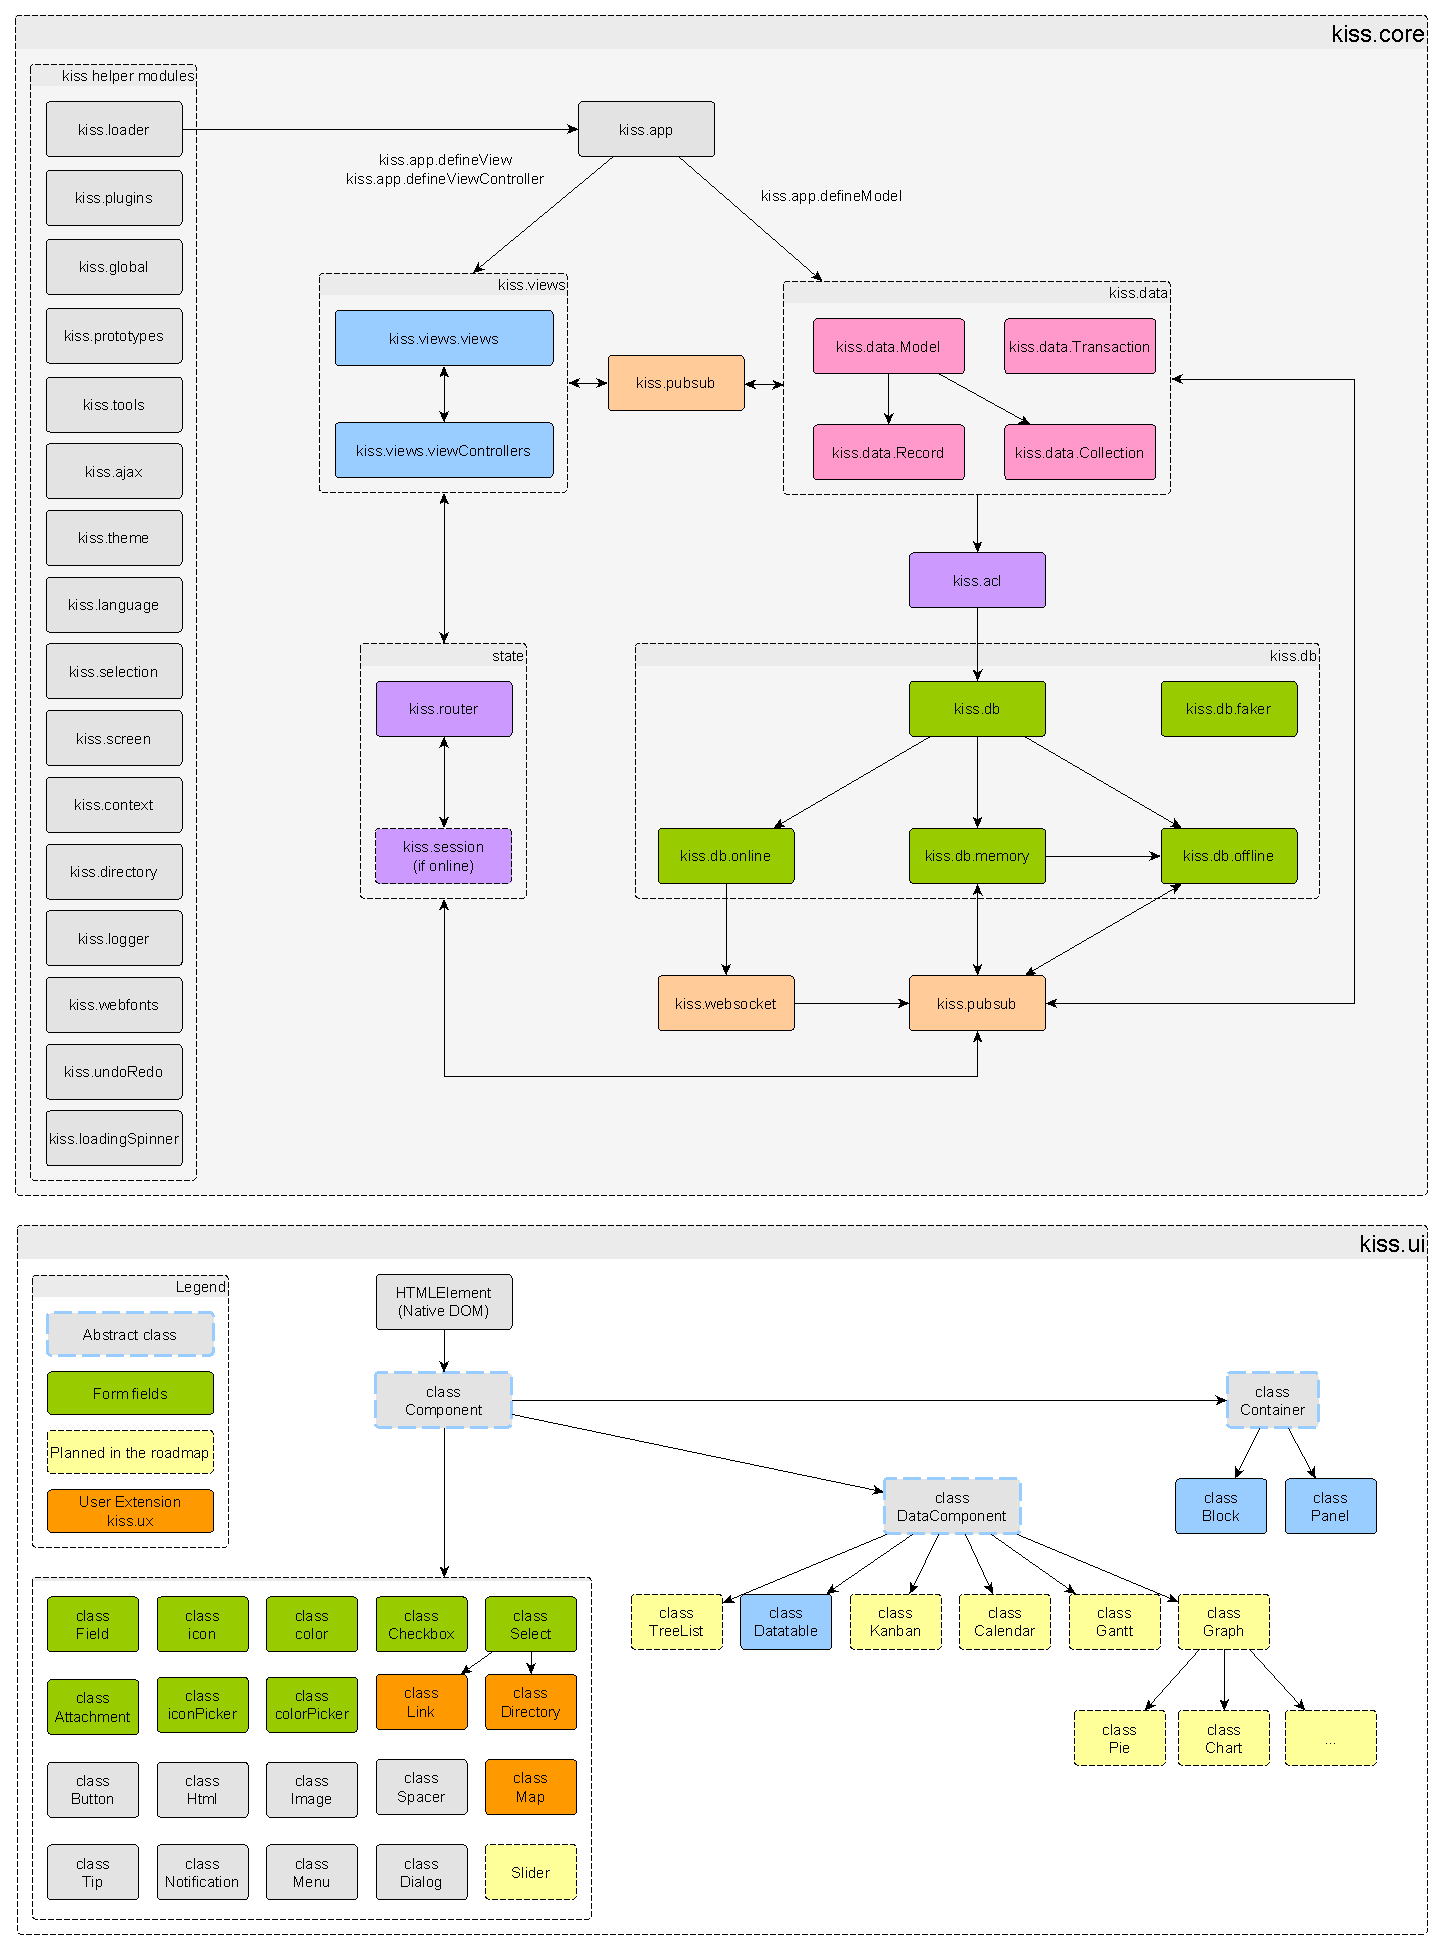 kiss.core
kiss helper modules
kiss.loader
kiss.plugins
kiss.global
kiss.prototypes
kiss.tools
kiss.ajax
kiss.theme
kiss.language
kiss.selection
kiss.screen
kiss.context
kiss.directory
kiss.logger
kiss.webfonts
kiss.undoRedo
kiss.loadingSpinner
kiss.app
kiss.app.defineView
kiss.app.defineViewController
kiss.app.defineModel
kiss.views
kiss.views.views
kiss.views.viewControllers
kiss.pubsub
kiss.data
kiss.data.Model
kiss.data.Transaction
kiss.data.Record
kiss.data.Collection
kiss.acl
state
kiss.router
kiss.session
(if online)
kiss.db
kiss.db
kiss.db.faker
kiss.db.online
kiss.db.memory
kiss.db.offline
kiss.websocket
kiss.pubsub
kiss.ui
Legend
Abstract class
Form fields
Planned in the roadmap
User Extension
kiss.ux
HTMLElement
(Native DOM)
class
Component
class
Container
class
Block
class
Panel
class
DataComponent
class
TreeList
class
Datatable
class
Kanban
class
Calendar
class
Gantt
class
Graph
class
Pie
class
Chart
...
class
Field
class
icon
class
color
class
Checkbox
class
Select
class
Attachment
class
iconPicker
class
colorPicker
class
Link
class
Directory
class
Button
class
Html
class
Image
class
Spacer
class
Map
class
Tip
class
Notification
class
Menu
class
Dialog
Slider